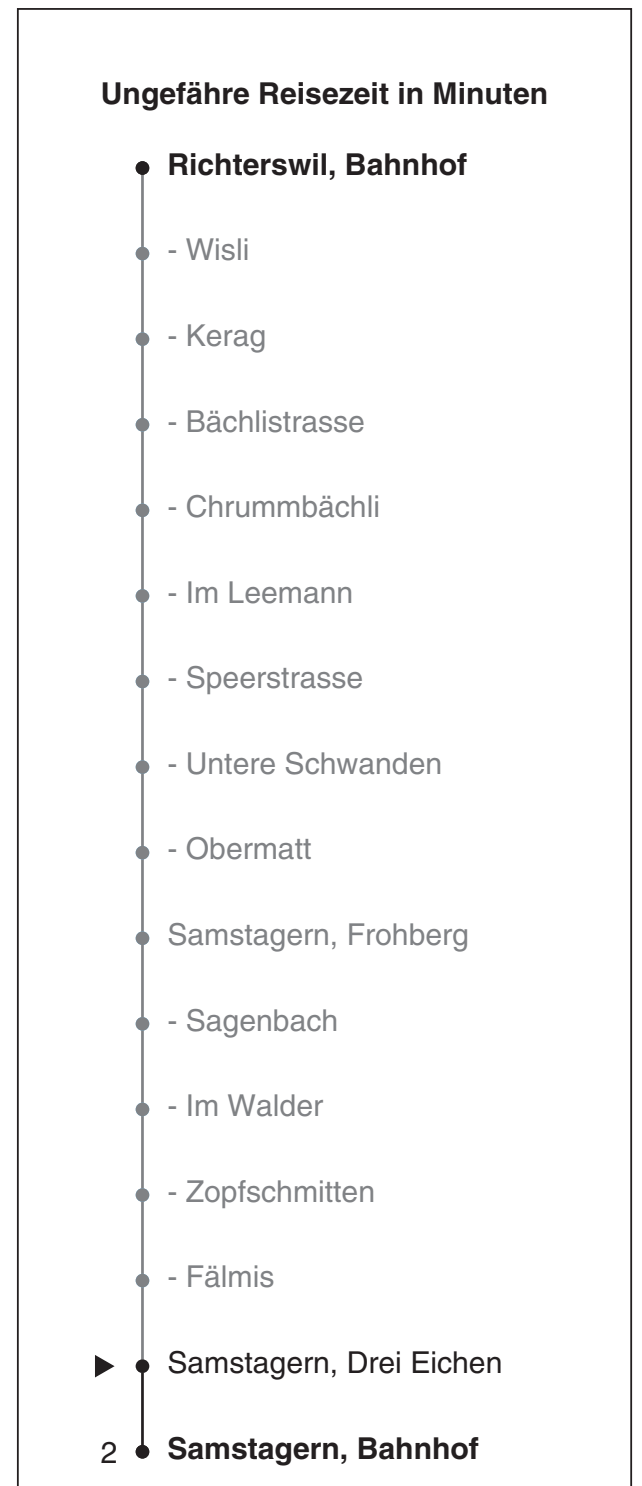 Ungefähre Reisezeit in Minuten
Richterswil, Bahnhof
- Wisli
- Kerag
- Bächlistrasse
- Chrummbächli
- Im Leemann
- Speerstrasse
- Untere Schwanden
- Obermatt
Samstagern, Frohberg
- Sagenbach
- Im Walder
- Zopfschmitten
- Fälmis
Samstagern, Drei Eichen
2 Samstagern, Bahnhof